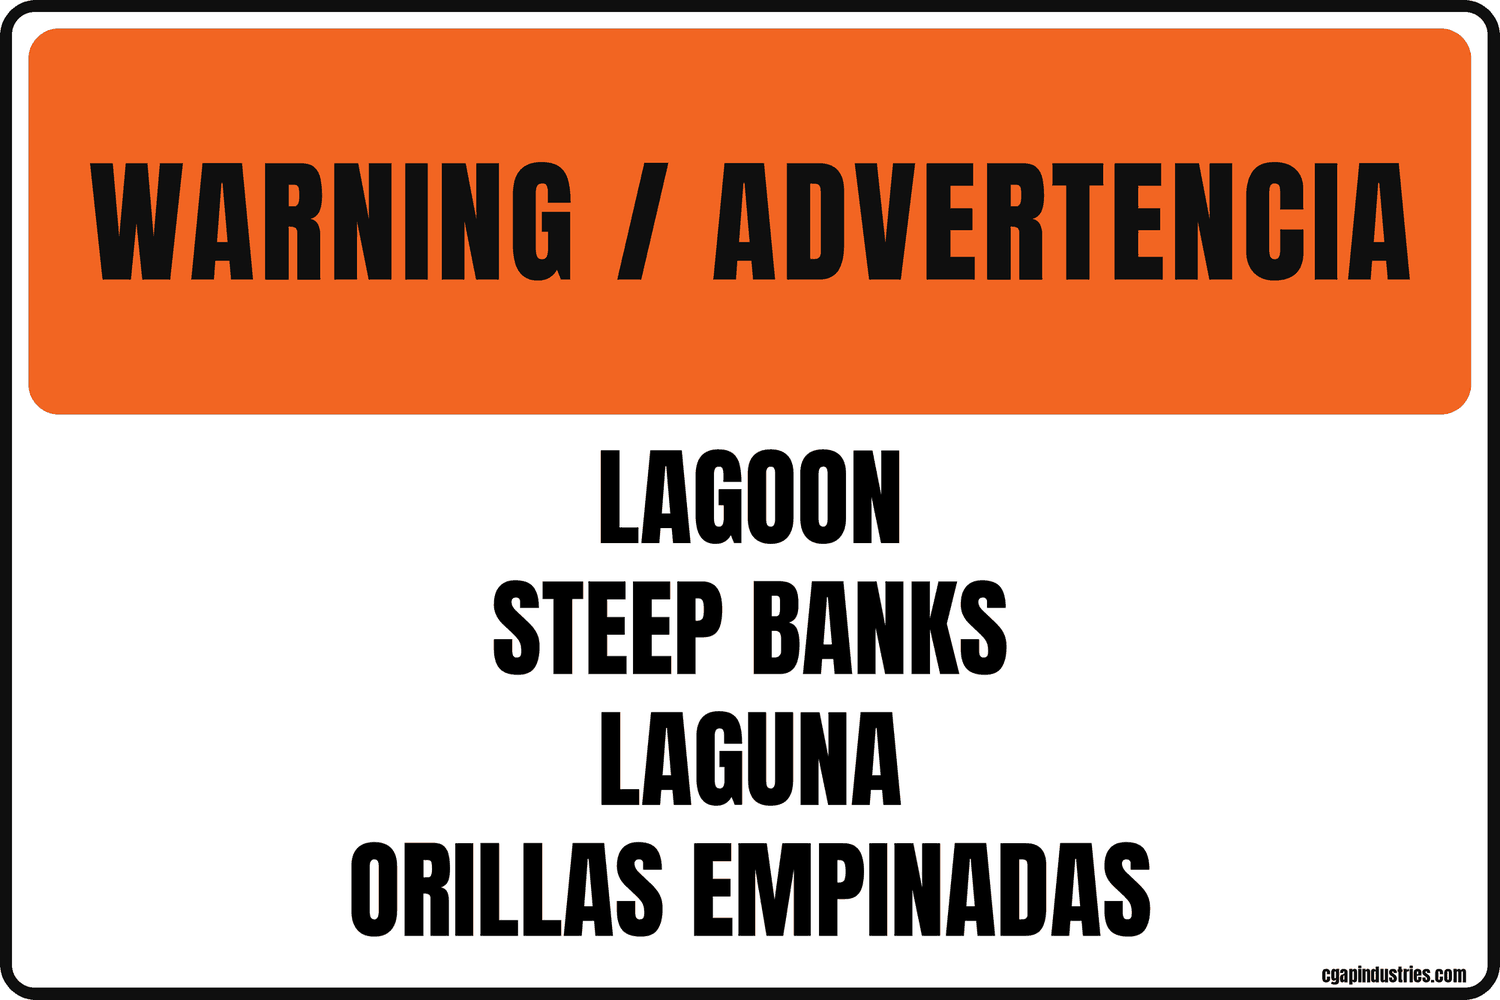 WARNING / ADVERTENCIA
LAGOON
STEEP BANKS
LAGUNA
ORILLAS EMPINADAS
cgapindustries.com